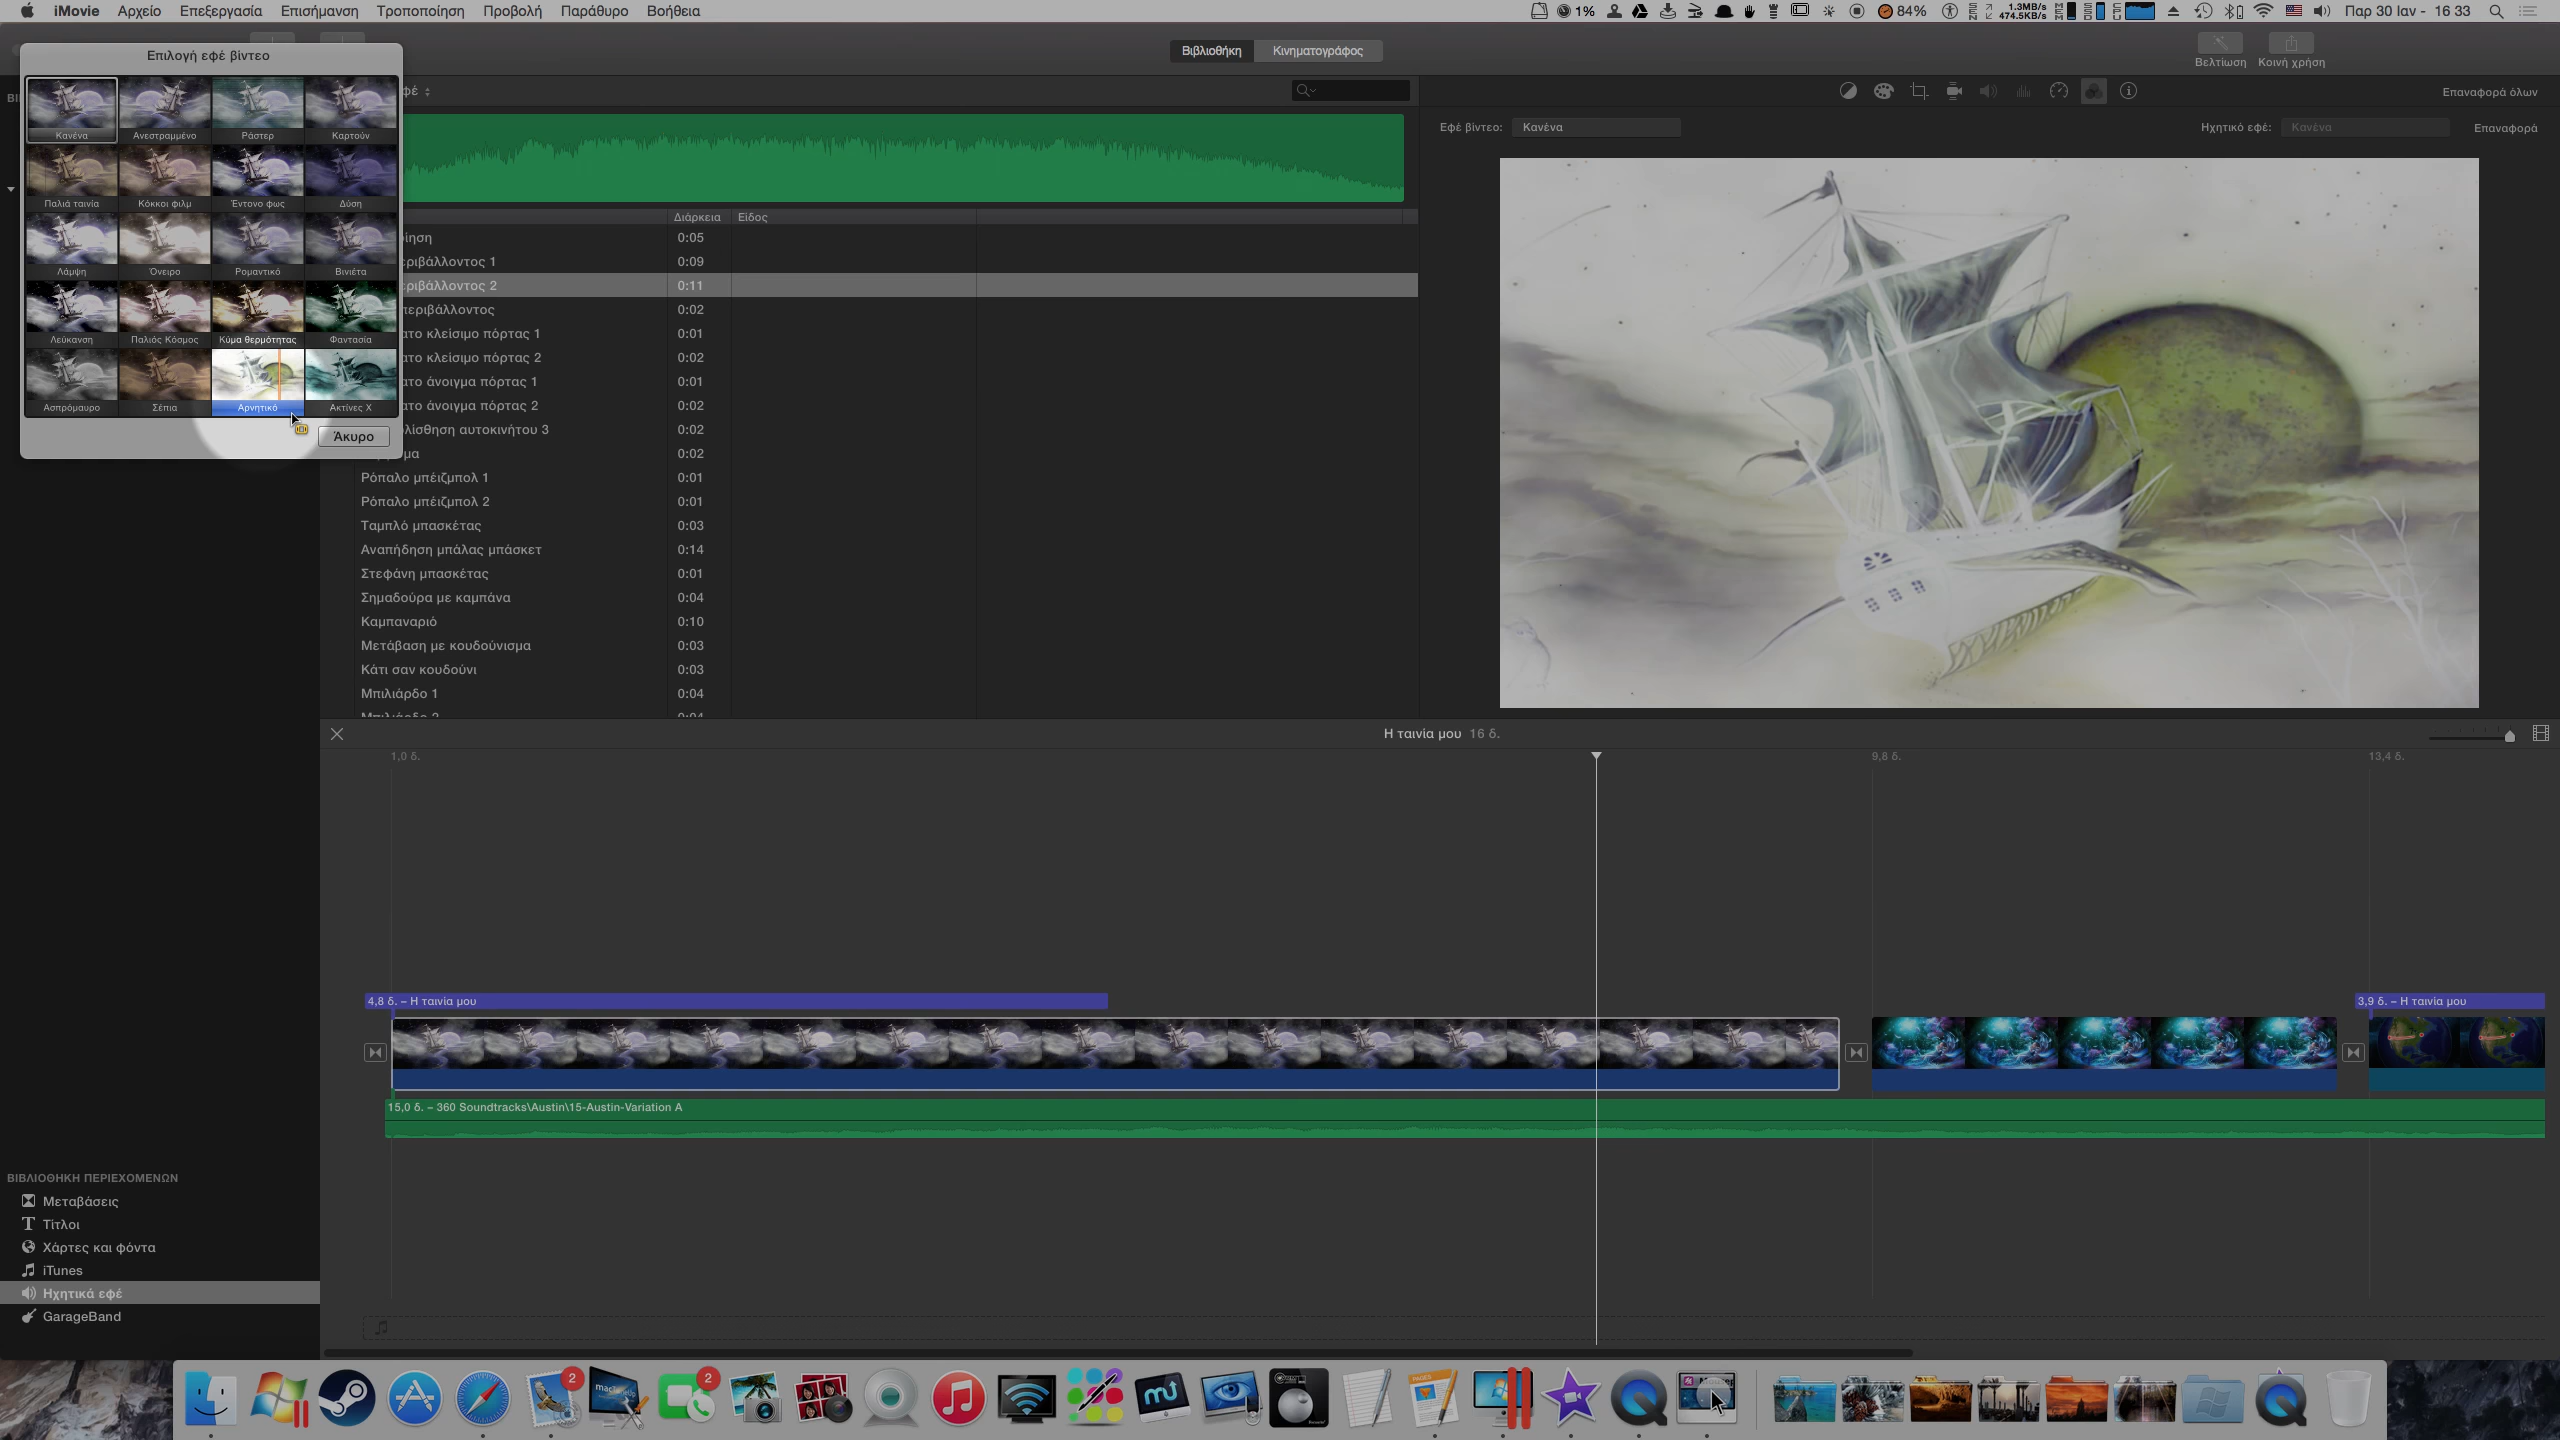 iMovie Αρχείο Επεξεργασία Επισήμανση Τροποποίηση Προβολή Παράθυρο Βοήθεια 1% 84% 1.3MB/s 474.5KB/s Παρ 30 Ιαν - 16 33
Επιλογή εφέ βίντεο
Βιβλιοθήκη Κινηματογράφος
Βελτίωση Κοινή χρήση
Επαναφορά όλων
Εφέ βίντεο: Κανένα Ηχητικό εφέ: Κανένα Επαναφορά
Κανένα Ανεστραμμένο Ράστερ Καρτούν
Παλιά ταινία Κόκκοι φιλμ Έντονο φως Δύση
Λάμψη Όνειρο Ρομαντικό Βινιέτα
Λεύκανση Παλιός Κόσμος Κύμα θερμότητας Φαντασία
Ασπρόμαυρο Σέπια Αρνητικό Ακτίνες Χ
Άκυρο
Διάρκεια Είδος
0:05
ριβάλλοντος 1 0:09
ριβάλλοντος 2 0:11
περιβάλλοντος 0:02
ατο κλείσιμο πόρτας 1 0:01
ατο κλείσιμο πόρτας 2 0:02
ατο άνοιγμα πόρτας 1 0:01
ατο άνοιγμα πόρτας 2 0:02
λίσθηση αυτοκινήτου 3 0:02
μα 0:02
Ρόπαλο μπέιζμπολ 1 0:01
Ρόπαλο μπέιζμπολ 2 0:01
Ταμπλό μπασκέτας 0:03
Αναπήδηση μπάλας μπάσκετ 0:14
Στεφάνη μπασκέτας 0:01
Σημαδούρα με καμπάνα 0:04
Καμπαναριό 0:10
Μετάβαση με κουδούνισμα 0:03
Κάτι σαν κουδούνι 0:03
Μπιλιάρδο 1 0:04
Η ταινία μου 16 δ.
1,0 δ. 9,8 δ. 13,4 δ.
4,8 δ. – Η ταινία μου 3,9 δ. – Η ταινία μου
15,0 δ. – 360 Soundtracks\Austin\15-Austin-Variation A
ΒΙΒΛΙΟΘΗΚΗ ΠΕΡΙΕΧΟΜΕΝΩΝ
Μεταβάσεις
Τίτλοι
Χάρτες και φόντα
iTunes
Ηχητικά εφέ
GarageBand
2 2
PAGES